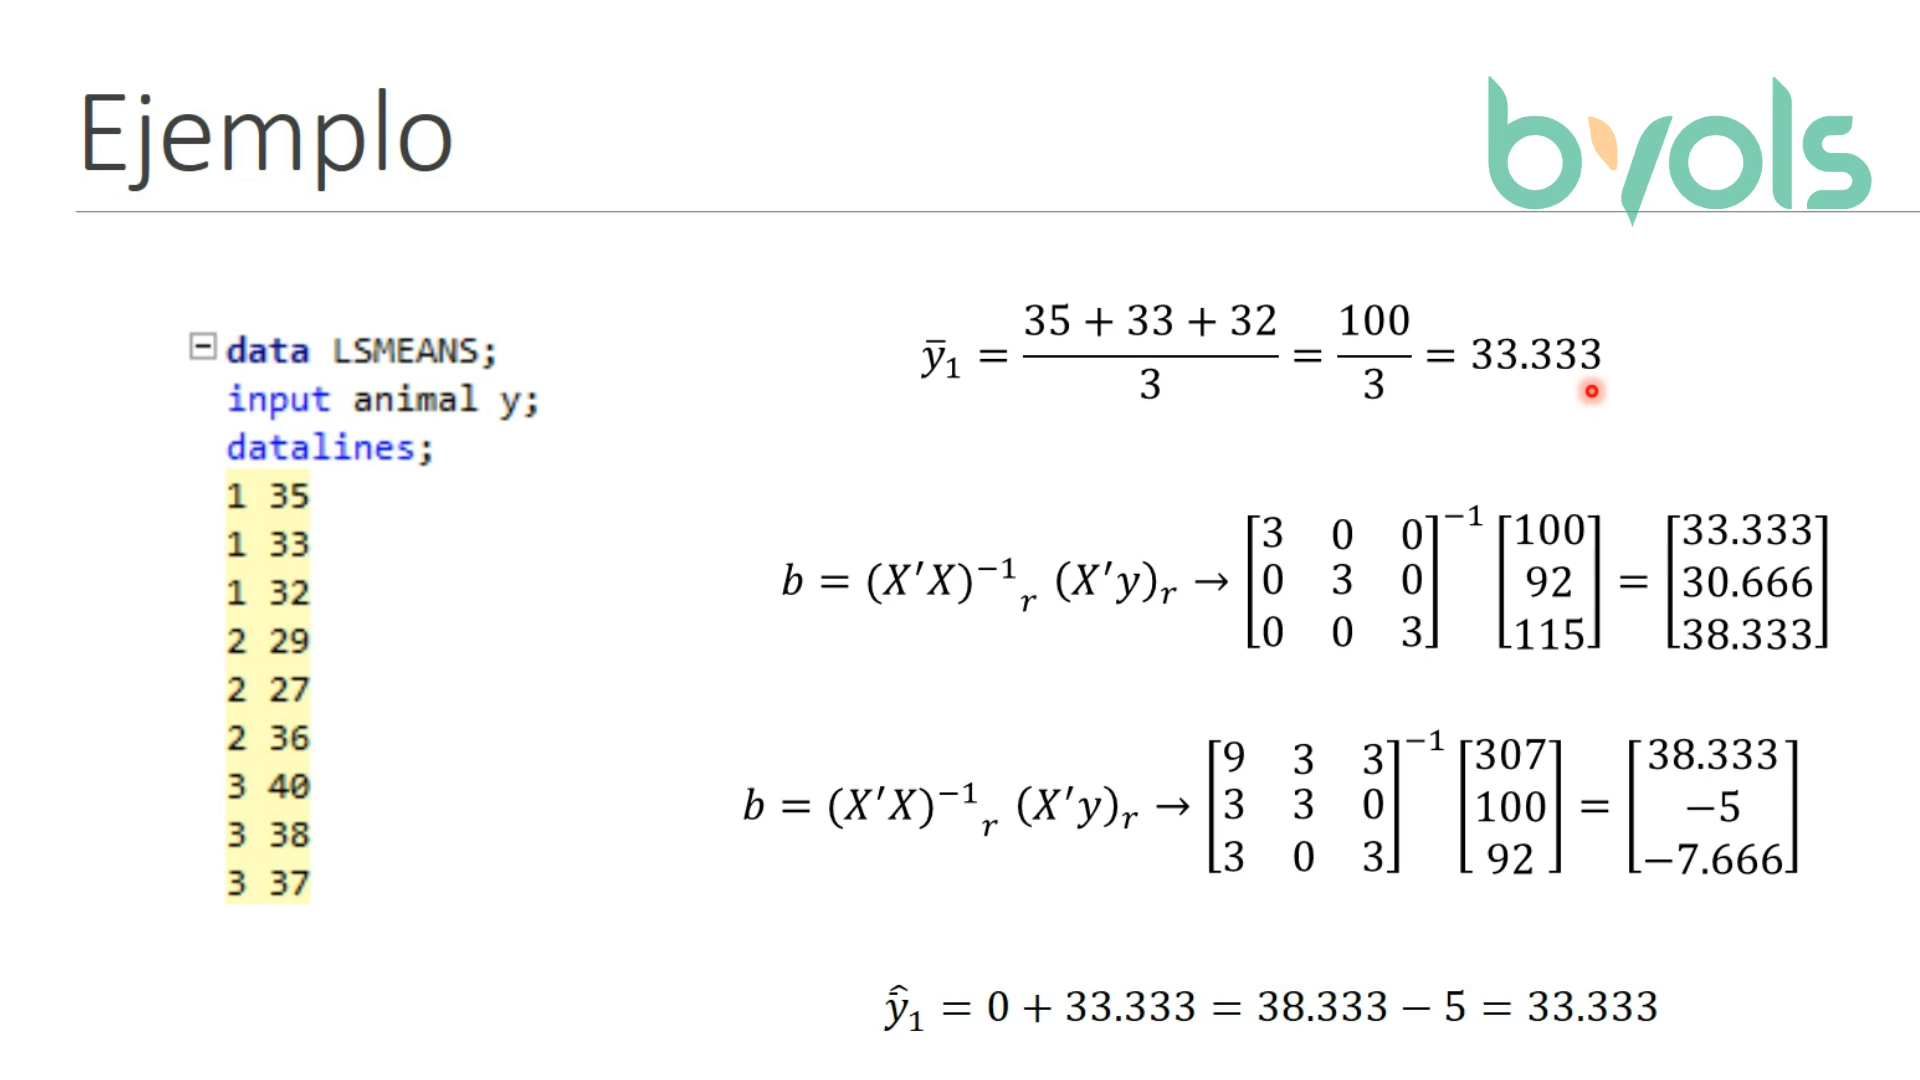 Ejemplo
byols
data LSMEANS;
input animal y;
datalines;
1 35
1 33
1 32
2 29
2 27
2 36
3 40
3 38
3 37
ȳ₁ = (35 + 33 + 32)/3 = 100/3 = 33.333
b = (X′X)⁻¹ᵣ (X′y)ᵣ → [3 0 0; 0 3 0; 0 0 3]⁻¹ [100; 92; 115] = [33.333; 30.666; 38.333]
b = (X′X)⁻¹ᵣ (X′y)ᵣ → [9 3 3; 3 3 0; 3 0 3]⁻¹ [307; 100; 92] = [38.333; −5; −7.666]
ȳ̂₁ = 0 + 33.333 = 38.333 − 5 = 33.333